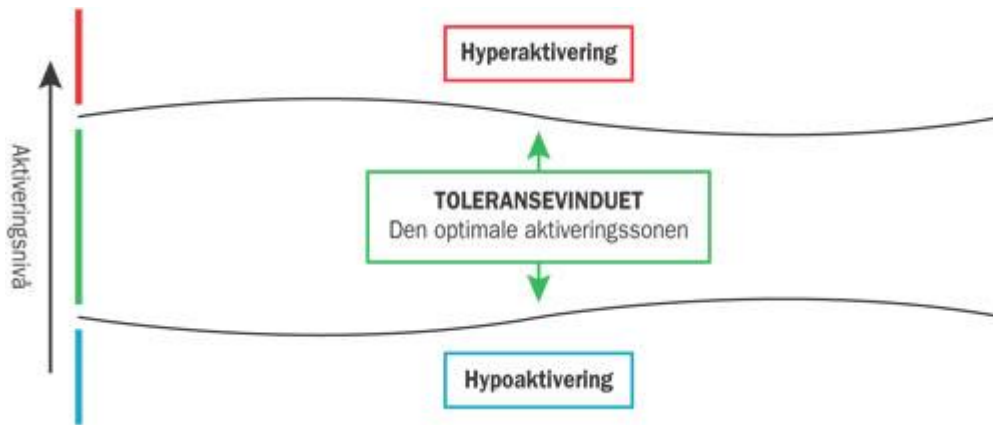 Hyperaktivering
Aktiveringsnivå
TOLERANSEVINDUET
Den optimale aktiveringssonen
Hypoaktivering